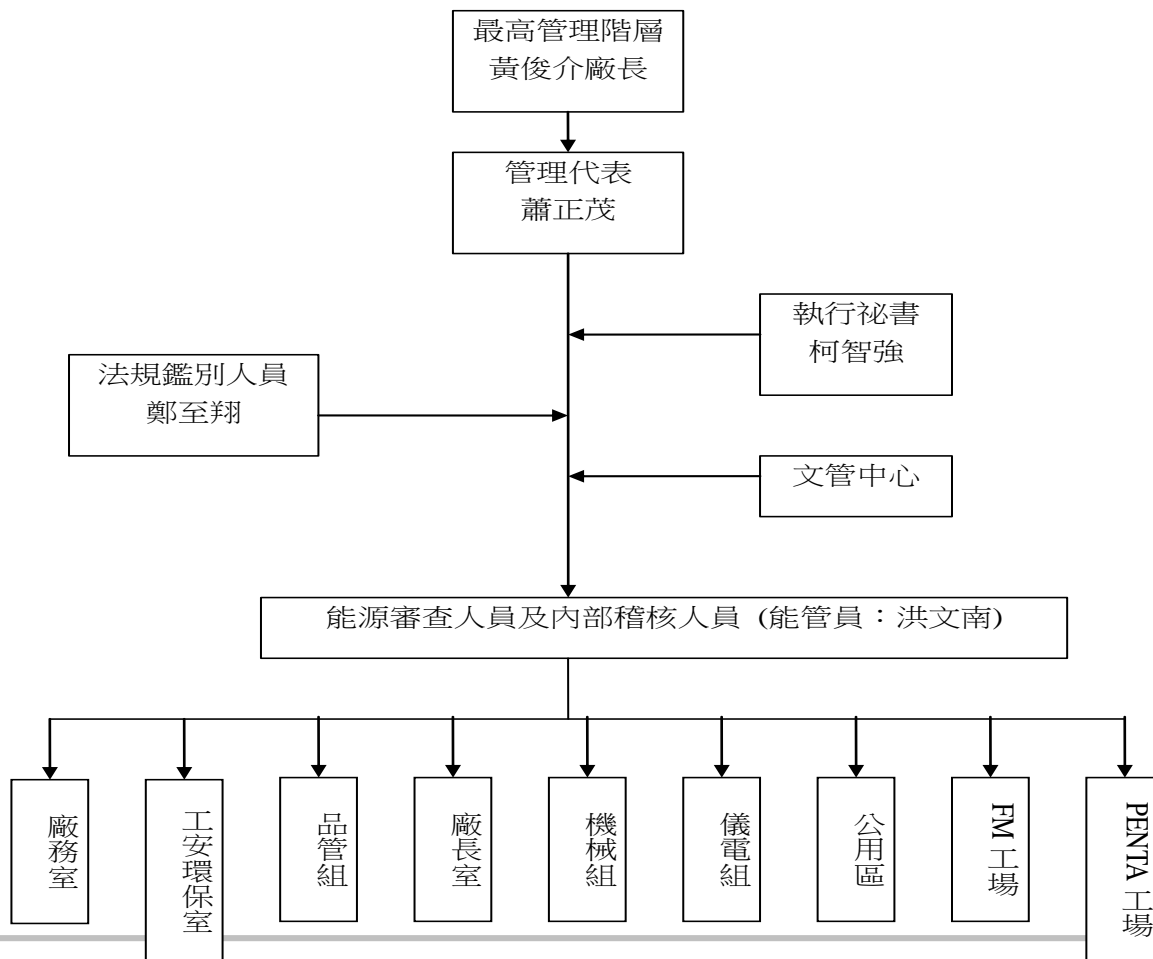 最高管理階層
黃俊介廠長
管理代表
蕭正茂
執行祕書
柯智強
法規鑑別人員
鄭至翔
文管中心
能源審查人員及內部稽核人員 (能管員：洪文南)
廠務室
工安環保室
品管組
廠長室
機械組
儀電組
公用區
FM 工場
PENTA 工場